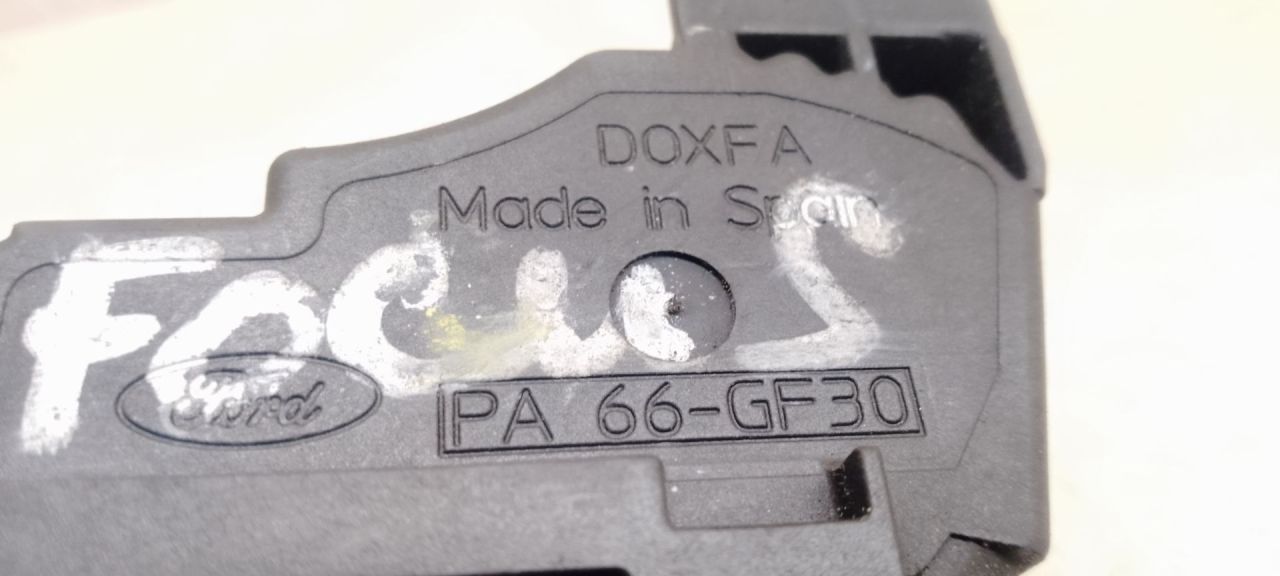 DOXFA
Made in Spain
FOCUS
Ford
PA 66-GF30